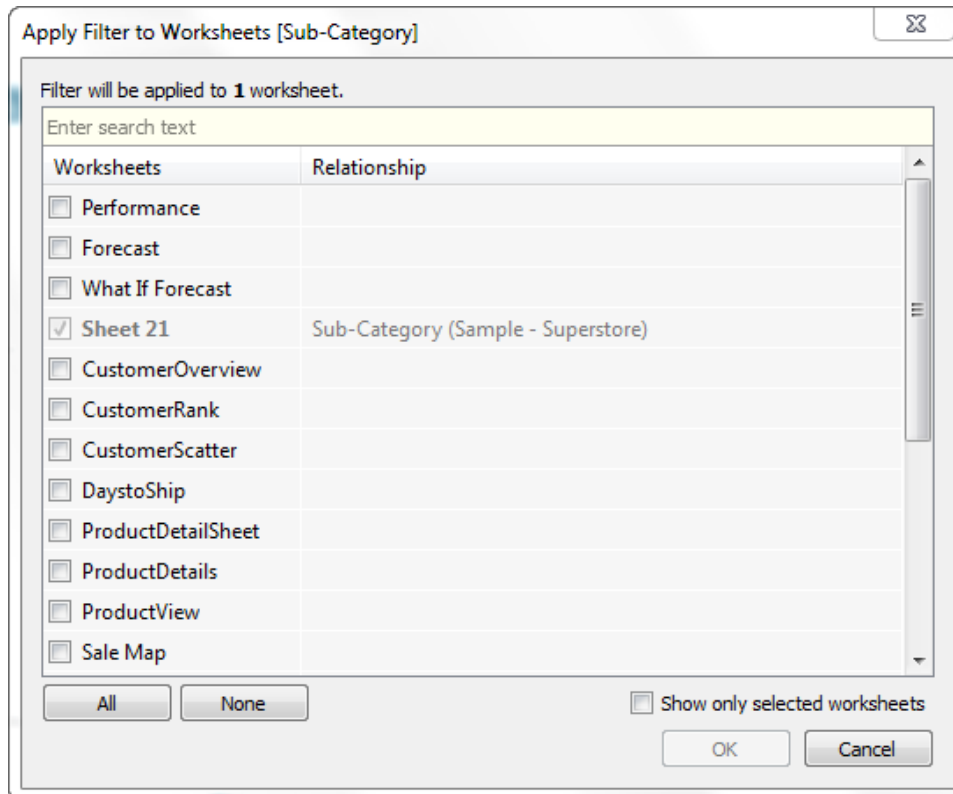 Apply Filter to Worksheets [Sub-Category]
Filter will be applied to 1 worksheet.
Enter search text
Worksheets Relationship
Performance
Forecast
What If Forecast
Sheet 21 Sub-Category (Sample - Superstore)
CustomerOverview
CustomerRank
CustomerScatter
DaystoShip
ProductDetailSheet
ProductDetails
ProductView
Sale Map
All None Show only selected worksheets
OK Cancel